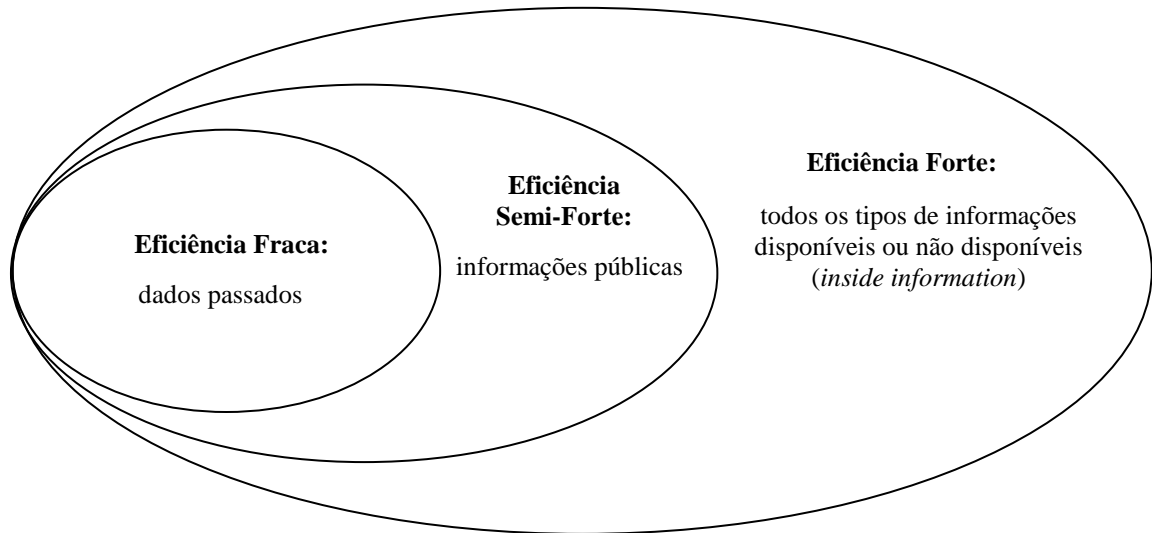 Eficiência Fraca:
dados passados
Eficiência
Semi-Forte:
informações públicas
Eficiência Forte:
todos os tipos de informações
disponíveis ou não disponíveis
(inside information)